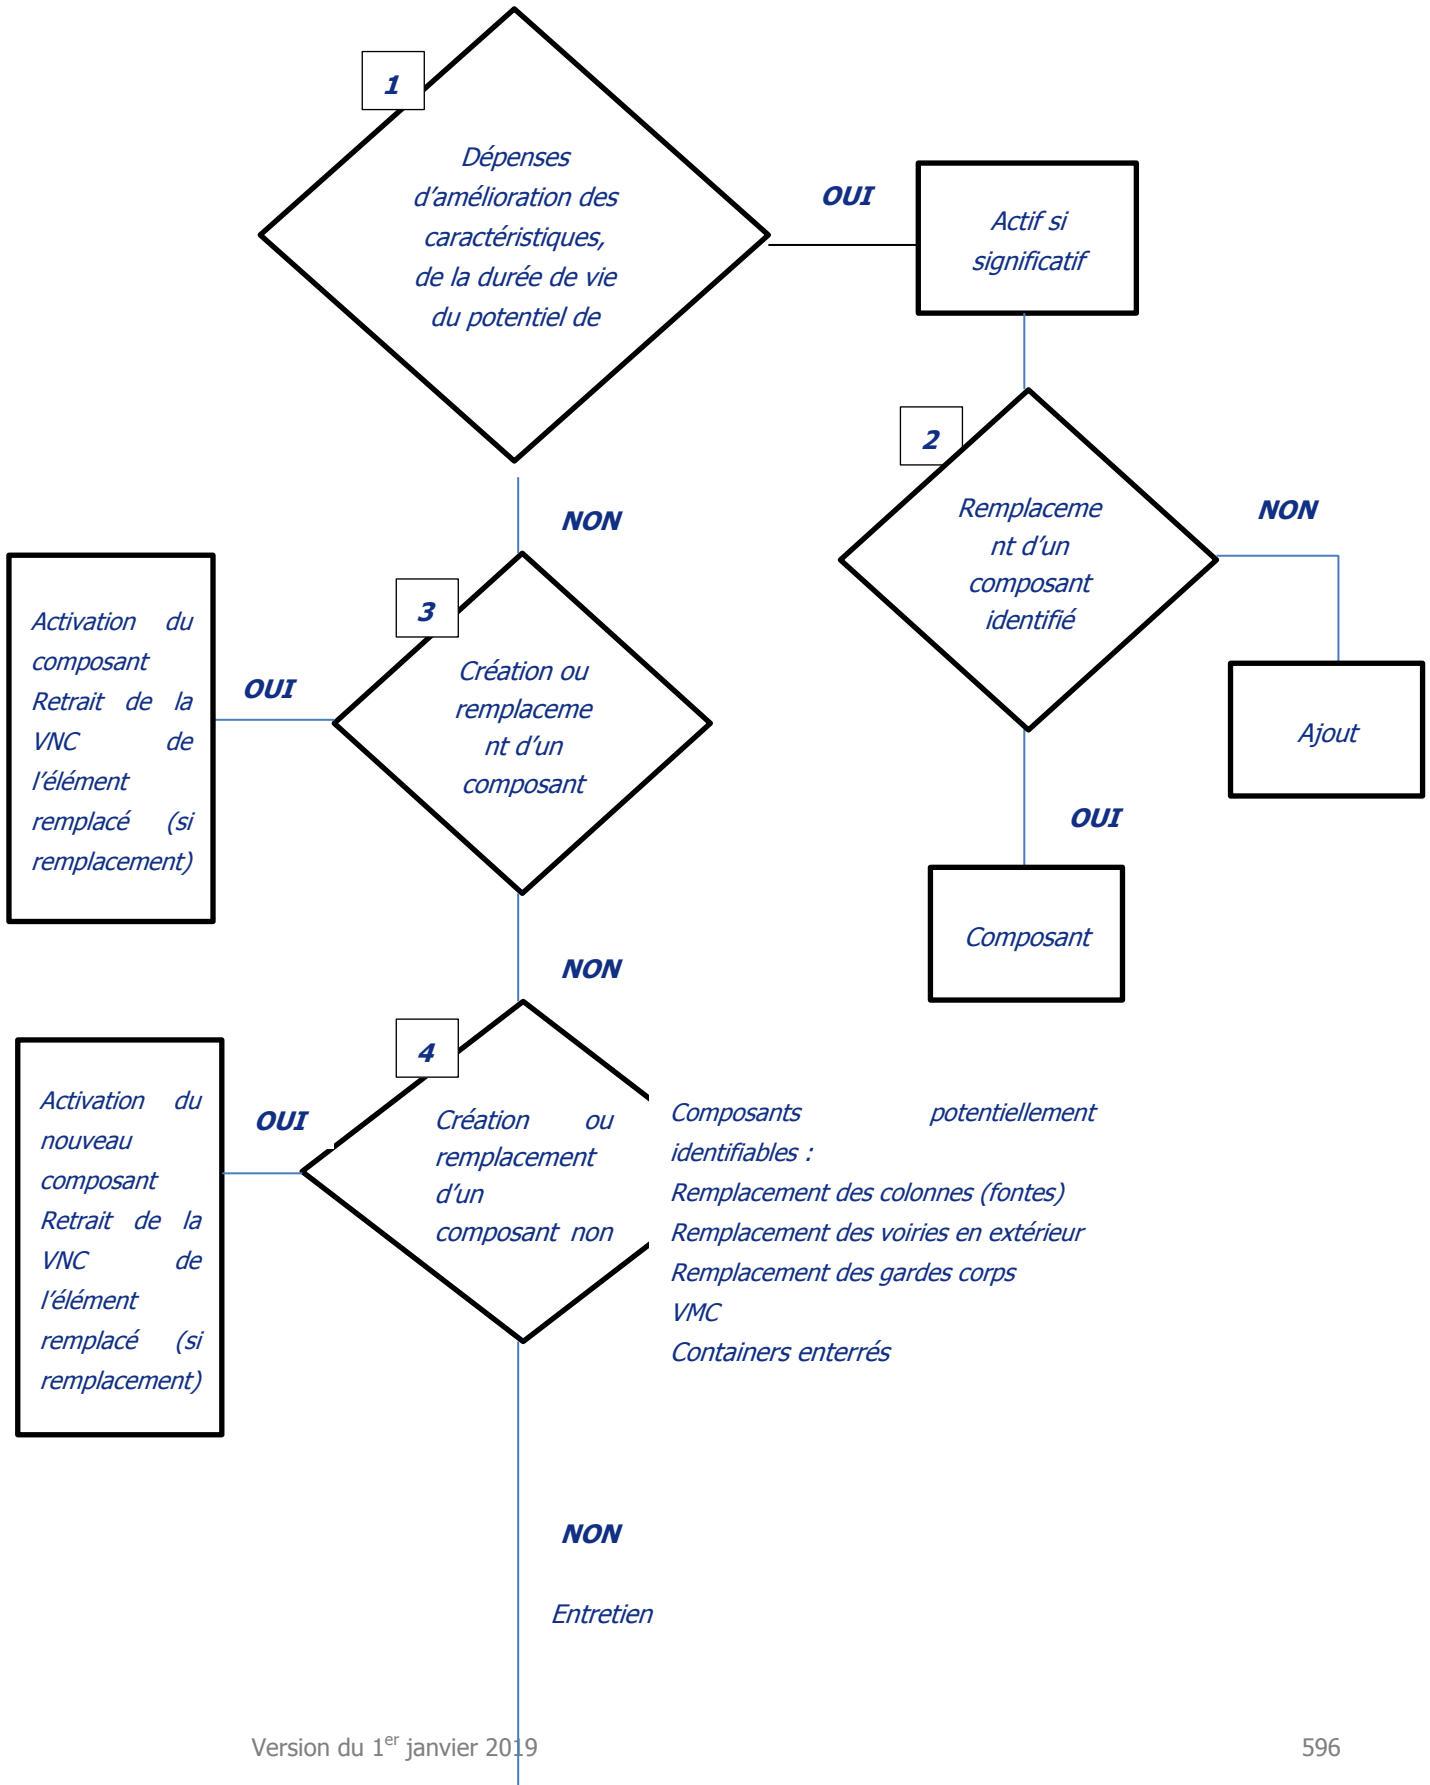 1
Dépenses
d’amélioration des
caractéristiques,
de la durée de vie
du potentiel de
OUI
Actif si
significatif
2
Remplaceme
nt d’un
composant
identifié
NON
Ajout
OUI
Composant
NON
3
Création ou
remplaceme
nt d’un
composant
OUI
Activation du
composant
Retrait de la
VNC de
l’élément
remplacé (si
remplacement)
NON
4
Création ou
remplacement
d’un
composant non
OUI
Activation du
nouveau
composant
Retrait de la
VNC de
l’élément
remplacé (si
remplacement)
Composants potentiellement
identifiables :
Remplacement des colonnes (fontes)
Remplacement des voiries en extérieur
Remplacement des gardes corps
VMC
Containers enterrés
NON
Entretien
Version du 1er janvier 2019 596